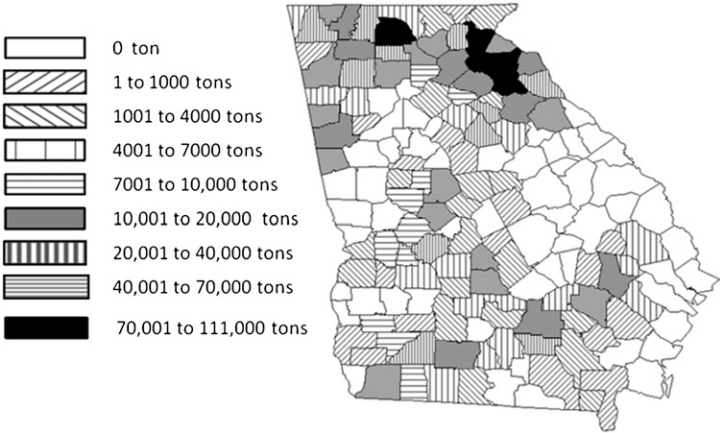 0 ton
1 to 1000 tons
1001 to 4000 tons
4001 to 7000 tons
7001 to 10,000 tons
10,001 to 20,000 tons
20,001 to 40,000 tons
40,001 to 70,000 tons
70,001 to 111,000 tons